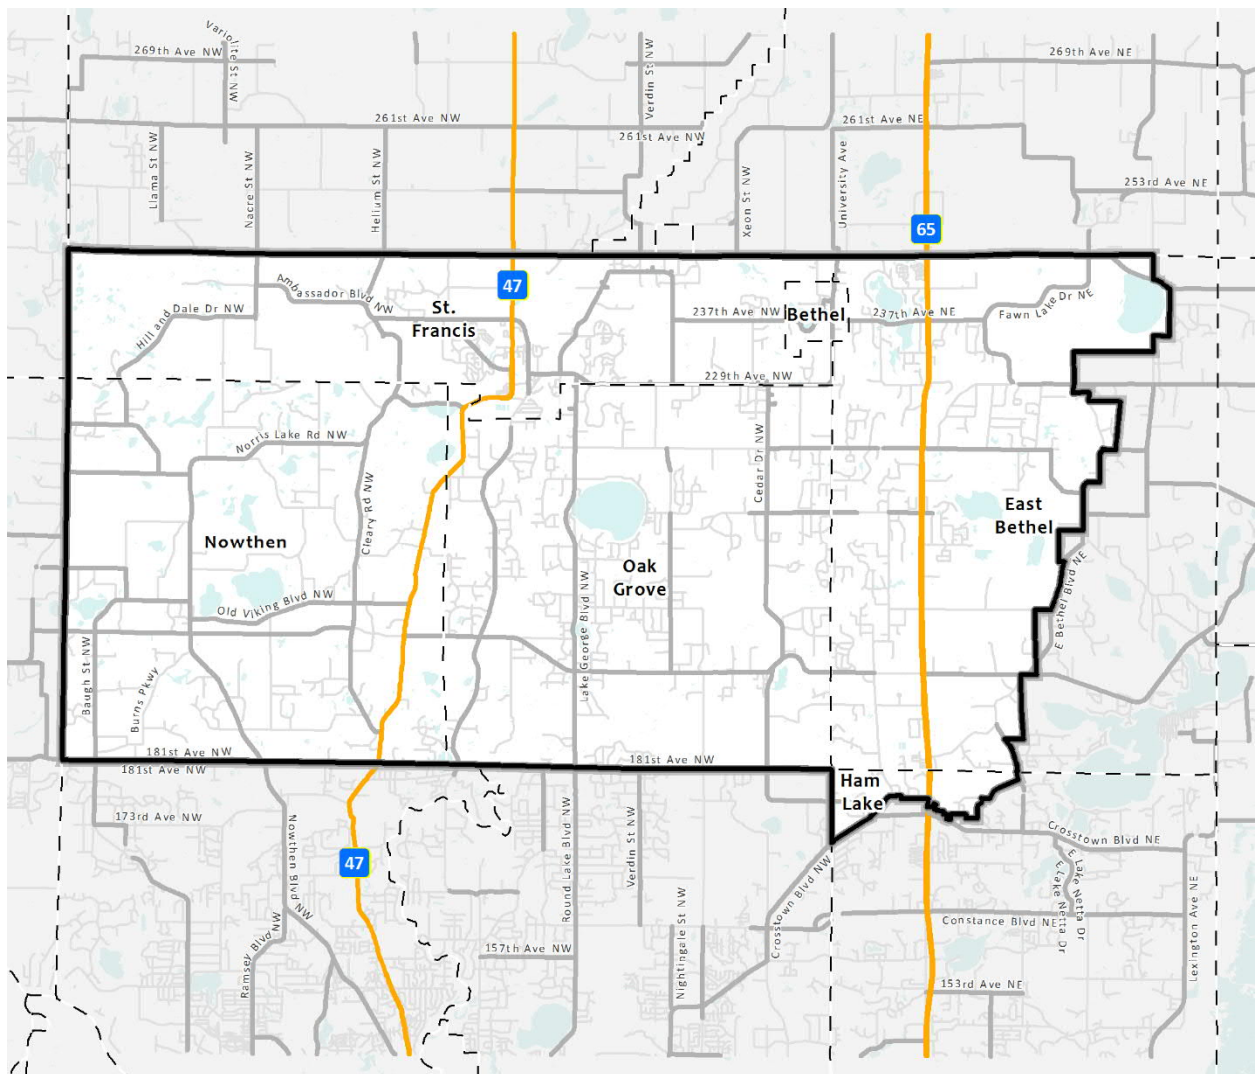 Variolite St NW
269th Ave NW
Verdin St NW
269th Ave NE
261st Ave NW
261st Ave NW
261st Ave NE
Llama St NW
Nacre St NW
Helium St NW
Xeon St NW
University Ave
253rd Ave NE
65
47
Ambassador Blvd NW
Hill and Dale Dr NW
St.
Francis
237th Ave NW
Bethel
237th Ave NE
Fawn Lake Dr NE
229th Ave NW
Norris Lake Rd NW
Cleary Rd NW
Cedar Dr NW
East
Bethel
Nowthen
Oak
Grove
E Bethel Blvd NE
Old Viking Blvd NW
Lake George Blvd NW
Baugh St NW
Burns Pkwy
181st Ave NW
181st Ave NW
181st Ave NW
Ham
Lake
173rd Ave NW
Nowthen Blvd NW
47
Round Lake Blvd NW
Verdin St NW
Crosstown Blvd NW
Crosstown Blvd NE
E Lake Netta Dr
E Lake Netta Dr
Lexington Ave NE
Constance Blvd NE
Ramsey Blvd NW
157th Ave NW
Nightingale St NW
153rd Ave NE